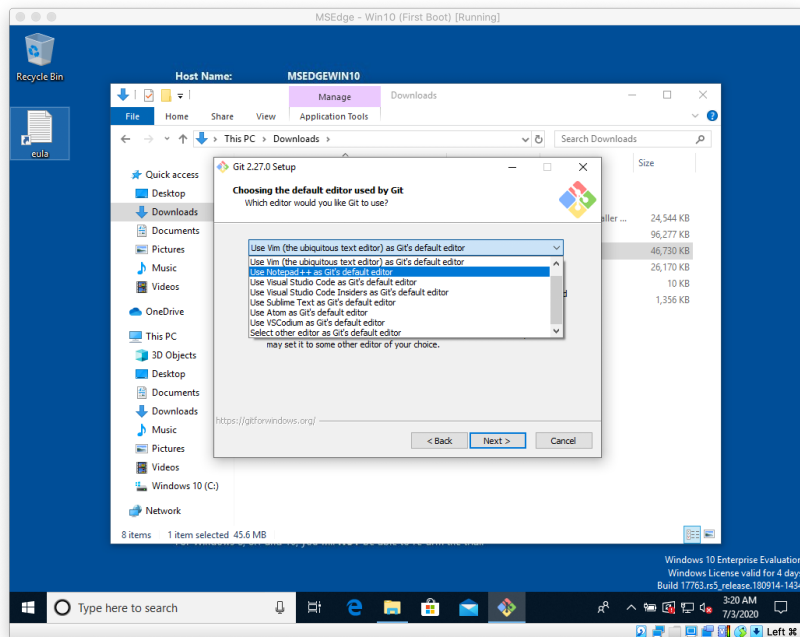 MSEdge - Win10 (First Boot) [Running]
Recycle Bin
Host Name: MSEDGEWIN10
eula
Manage
Downloads
File Home Share View Application Tools
This PC > Downloads >
Search Downloads
Size
Quick access
Desktop
Downloads
Documents
Pictures
Music
Videos
OneDrive
This PC
3D Objects
Desktop
Documents
Downloads
Music
Pictures
Videos
Windows 10 (C:)
Network
24,544 KB
96,277 KB
46,730 KB
26,170 KB
10 KB
1,356 KB
Git 2.27.0 Setup
Choosing the default editor used by Git
Which editor would you like Git to use?
Use Vim (the ubiquitous text editor) as Git's default editor
Use Vim (the ubiquitous text editor) as Git's default editor
Use Notepad++ as Git's default editor
Use Visual Studio Code as Git's default editor
Use Visual Studio Code Insiders as Git's default editor
Use Sublime Text as Git's default editor
Use Atom as Git's default editor
Use VSCodium as Git's default editor
Select other editor as Git's default editor
may set it to some other editor of your choice.
https://gitforwindows.org/
< Back Next > Cancel
8 items 1 item selected 45.6 MB
Windows 10 Enterprise Evaluation
Windows License valid for 4 days
Build 17763.rs5_release.180914-1434
Type here to search
3:20 AM
7/3/2020
Left ⌘